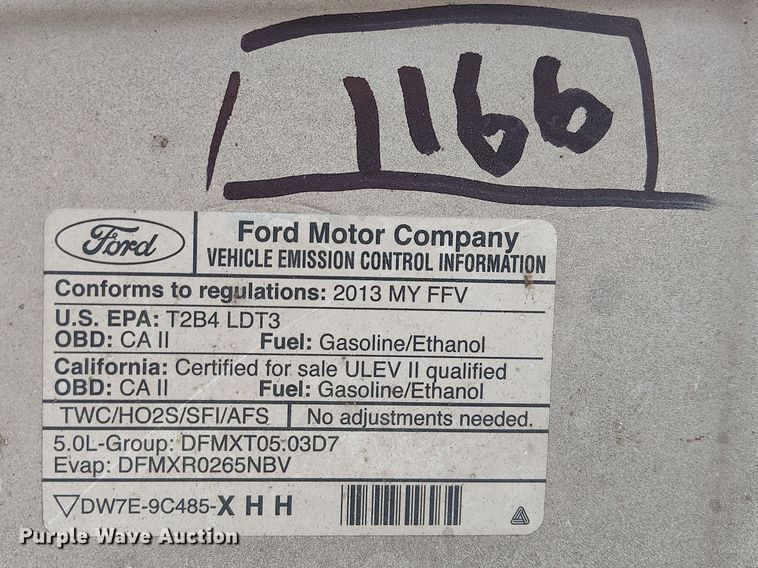 1166
Ford
Ford Motor Company
VEHICLE EMISSION CONTROL INFORMATION
Conforms to regulations: 2013 MY FFV
U.S. EPA: T2B4 LDT3
OBD: CA II Fuel: Gasoline/Ethanol
California: Certified for sale ULEV II qualified
OBD: CA II Fuel: Gasoline/Ethanol
TWC/HO2S/SFI/AFS No adjustments needed.
5.0L-Group: DFMXT05.03D7
Evap: DFMXR0265NBV
DW7E-9C485-X H H
Purple Wave Auction